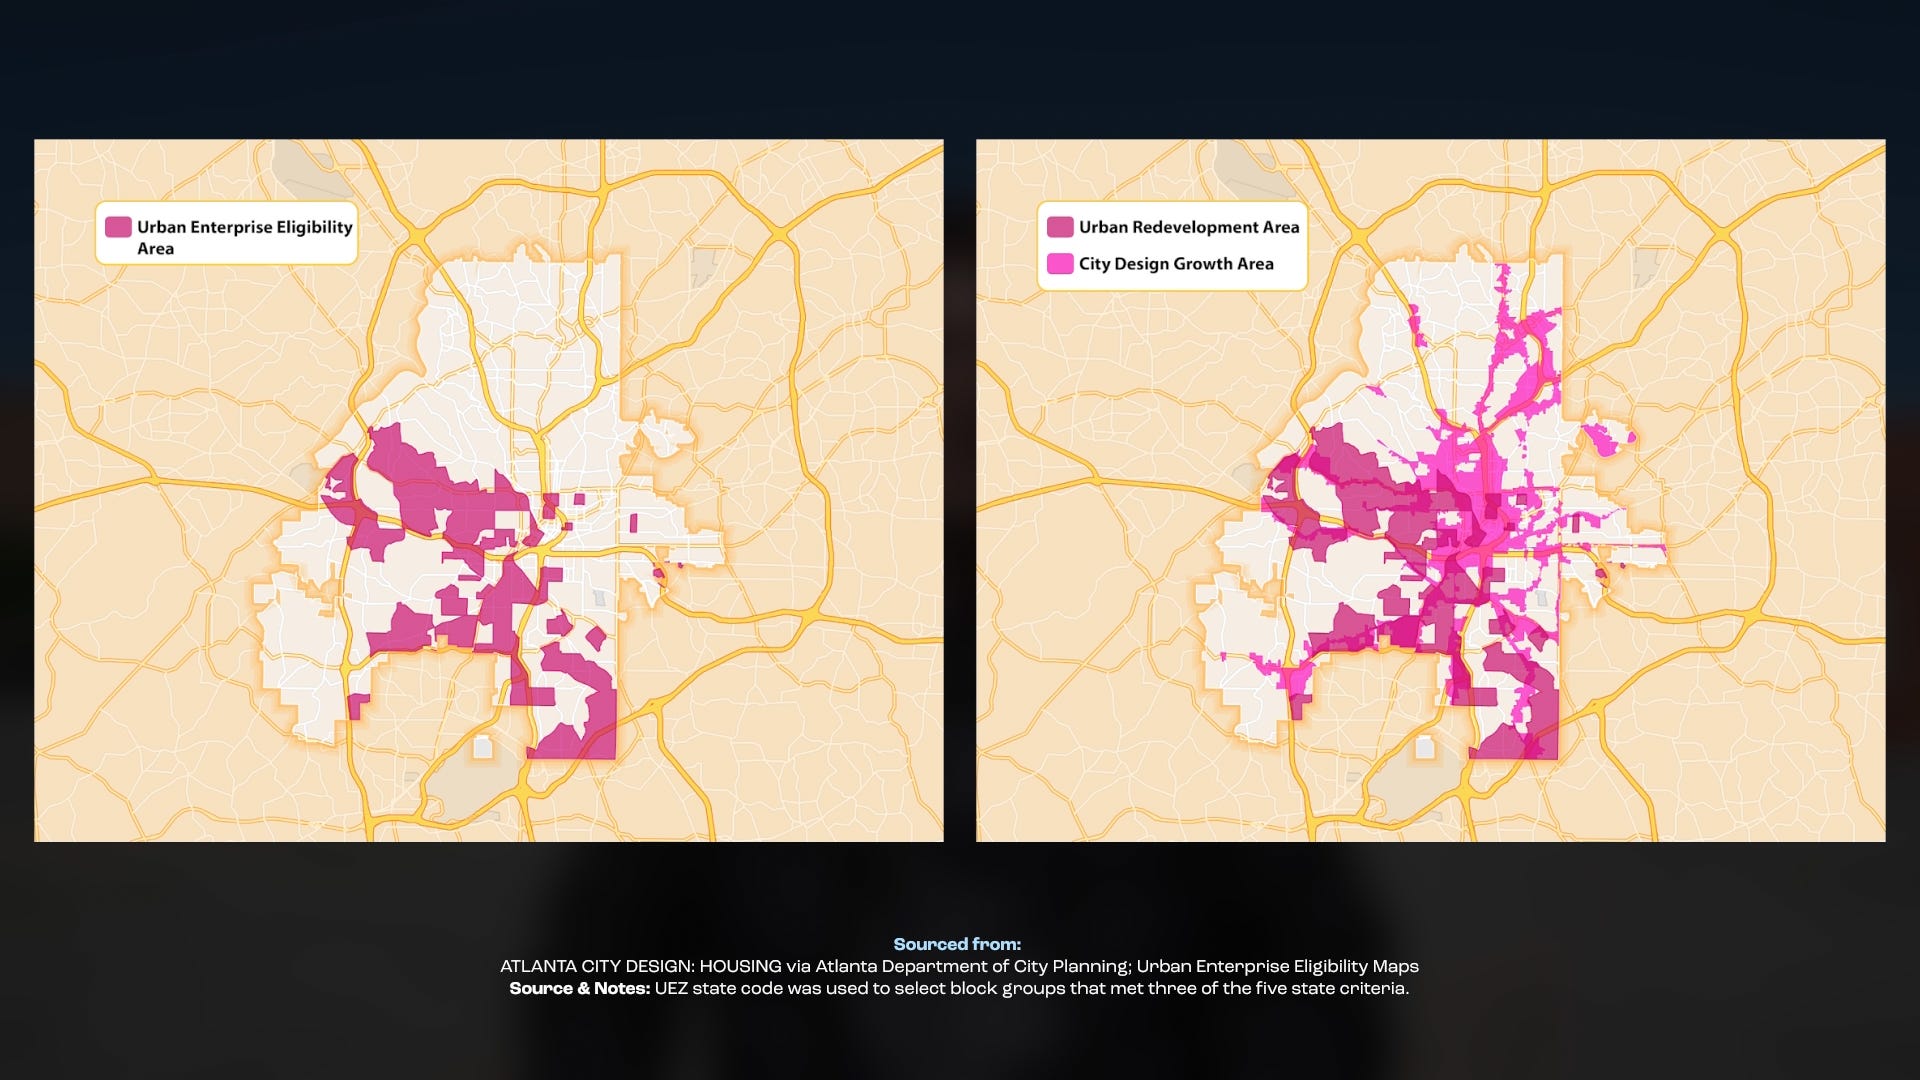 Urban Enterprise Eligibility
Area
Urban Redevelopment Area
City Design Growth Area
Sourced from:
ATLANTA CITY DESIGN: HOUSING via Atlanta Department of City Planning; Urban Enterprise Eligibility Maps
Source & Notes: UEZ state code was used to select block groups that met three of the five state criteria.